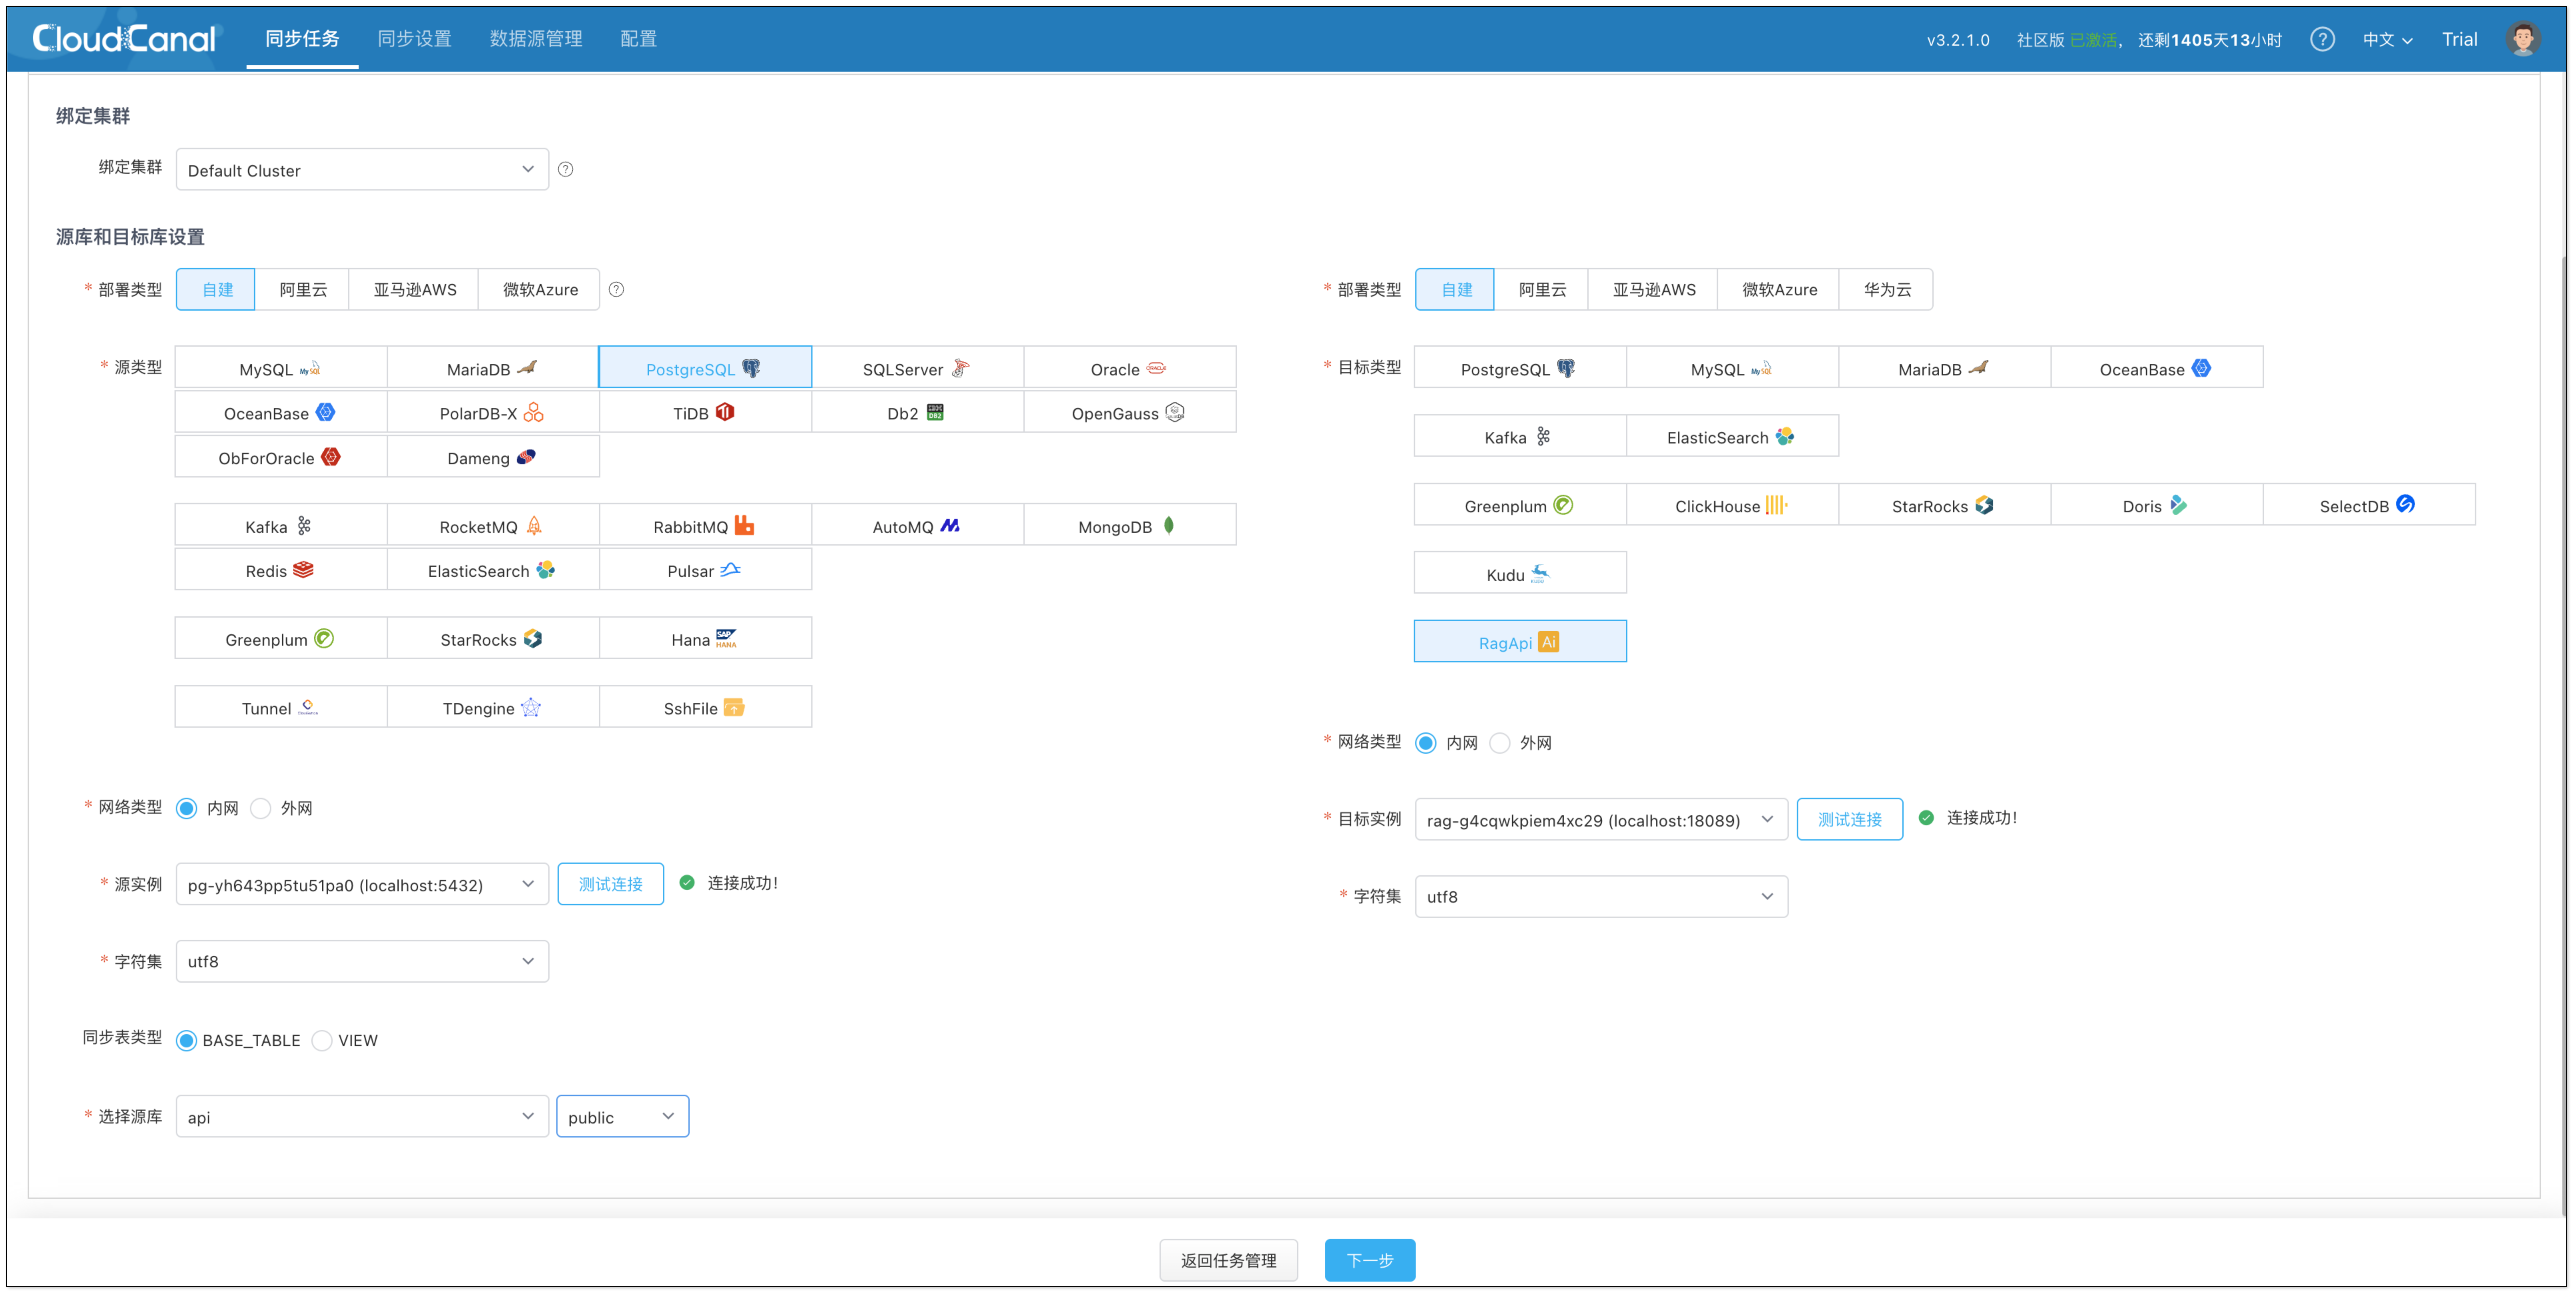 CloudCanal 同步任务 同步设置 数据源管理 配置 v3.2.1.0 社区版 已激活， 还剩1405天13小时 ? 中文 Trial
绑定集群
绑定集群 Default Cluster ?
源库和目标库设置
* 部署类型 自建 阿里云 亚马逊AWS 微软Azure ?
* 源类型 MySQL MariaDB PostgreSQL SQLServer Oracle
OceanBase PolarDB-X TiDB Db2 OpenGauss
ObForOracle Dameng
Kafka RocketMQ RabbitMQ AutoMQ MongoDB
Redis ElasticSearch Pulsar
Greenplum StarRocks Hana SAP HANA
Tunnel TDengine SshFile
* 网络类型 内网 外网
* 源实例 pg-yh643pp5tu51pa0 (localhost:5432) 测试连接 连接成功！
* 字符集 utf8
同步表类型 BASE_TABLE VIEW
* 选择源库 api public
* 部署类型 自建 阿里云 亚马逊AWS 微软Azure 华为云
* 目标类型 PostgreSQL MySQL MariaDB OceanBase
Kafka ElasticSearch
Greenplum ClickHouse StarRocks Doris SelectDB
Kudu
RagApi Ai
* 网络类型 内网 外网
* 目标实例 rag-g4cqwkpiem4xc29 (localhost:18089) 测试连接 连接成功！
* 字符集 utf8
返回任务管理 下一步